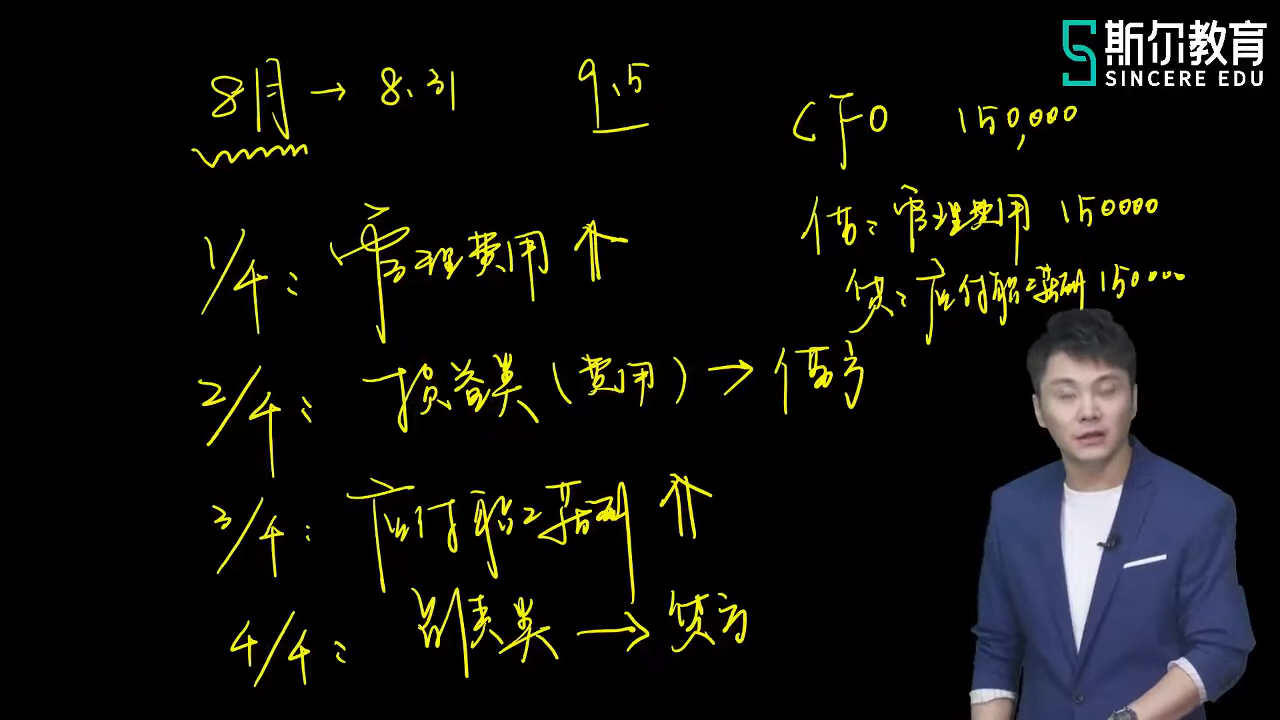 斯尔教育
SINCERE EDU
8月 → 8.31 9.5
CFO 150,000
借：管理费用 150000
贷：应付职工薪酬 150000
1/4：管理费用 ↑
2/4：损益类（费用）→ 借方
3/4：应付职工薪酬 ↑
4/4：负债类 → 贷方